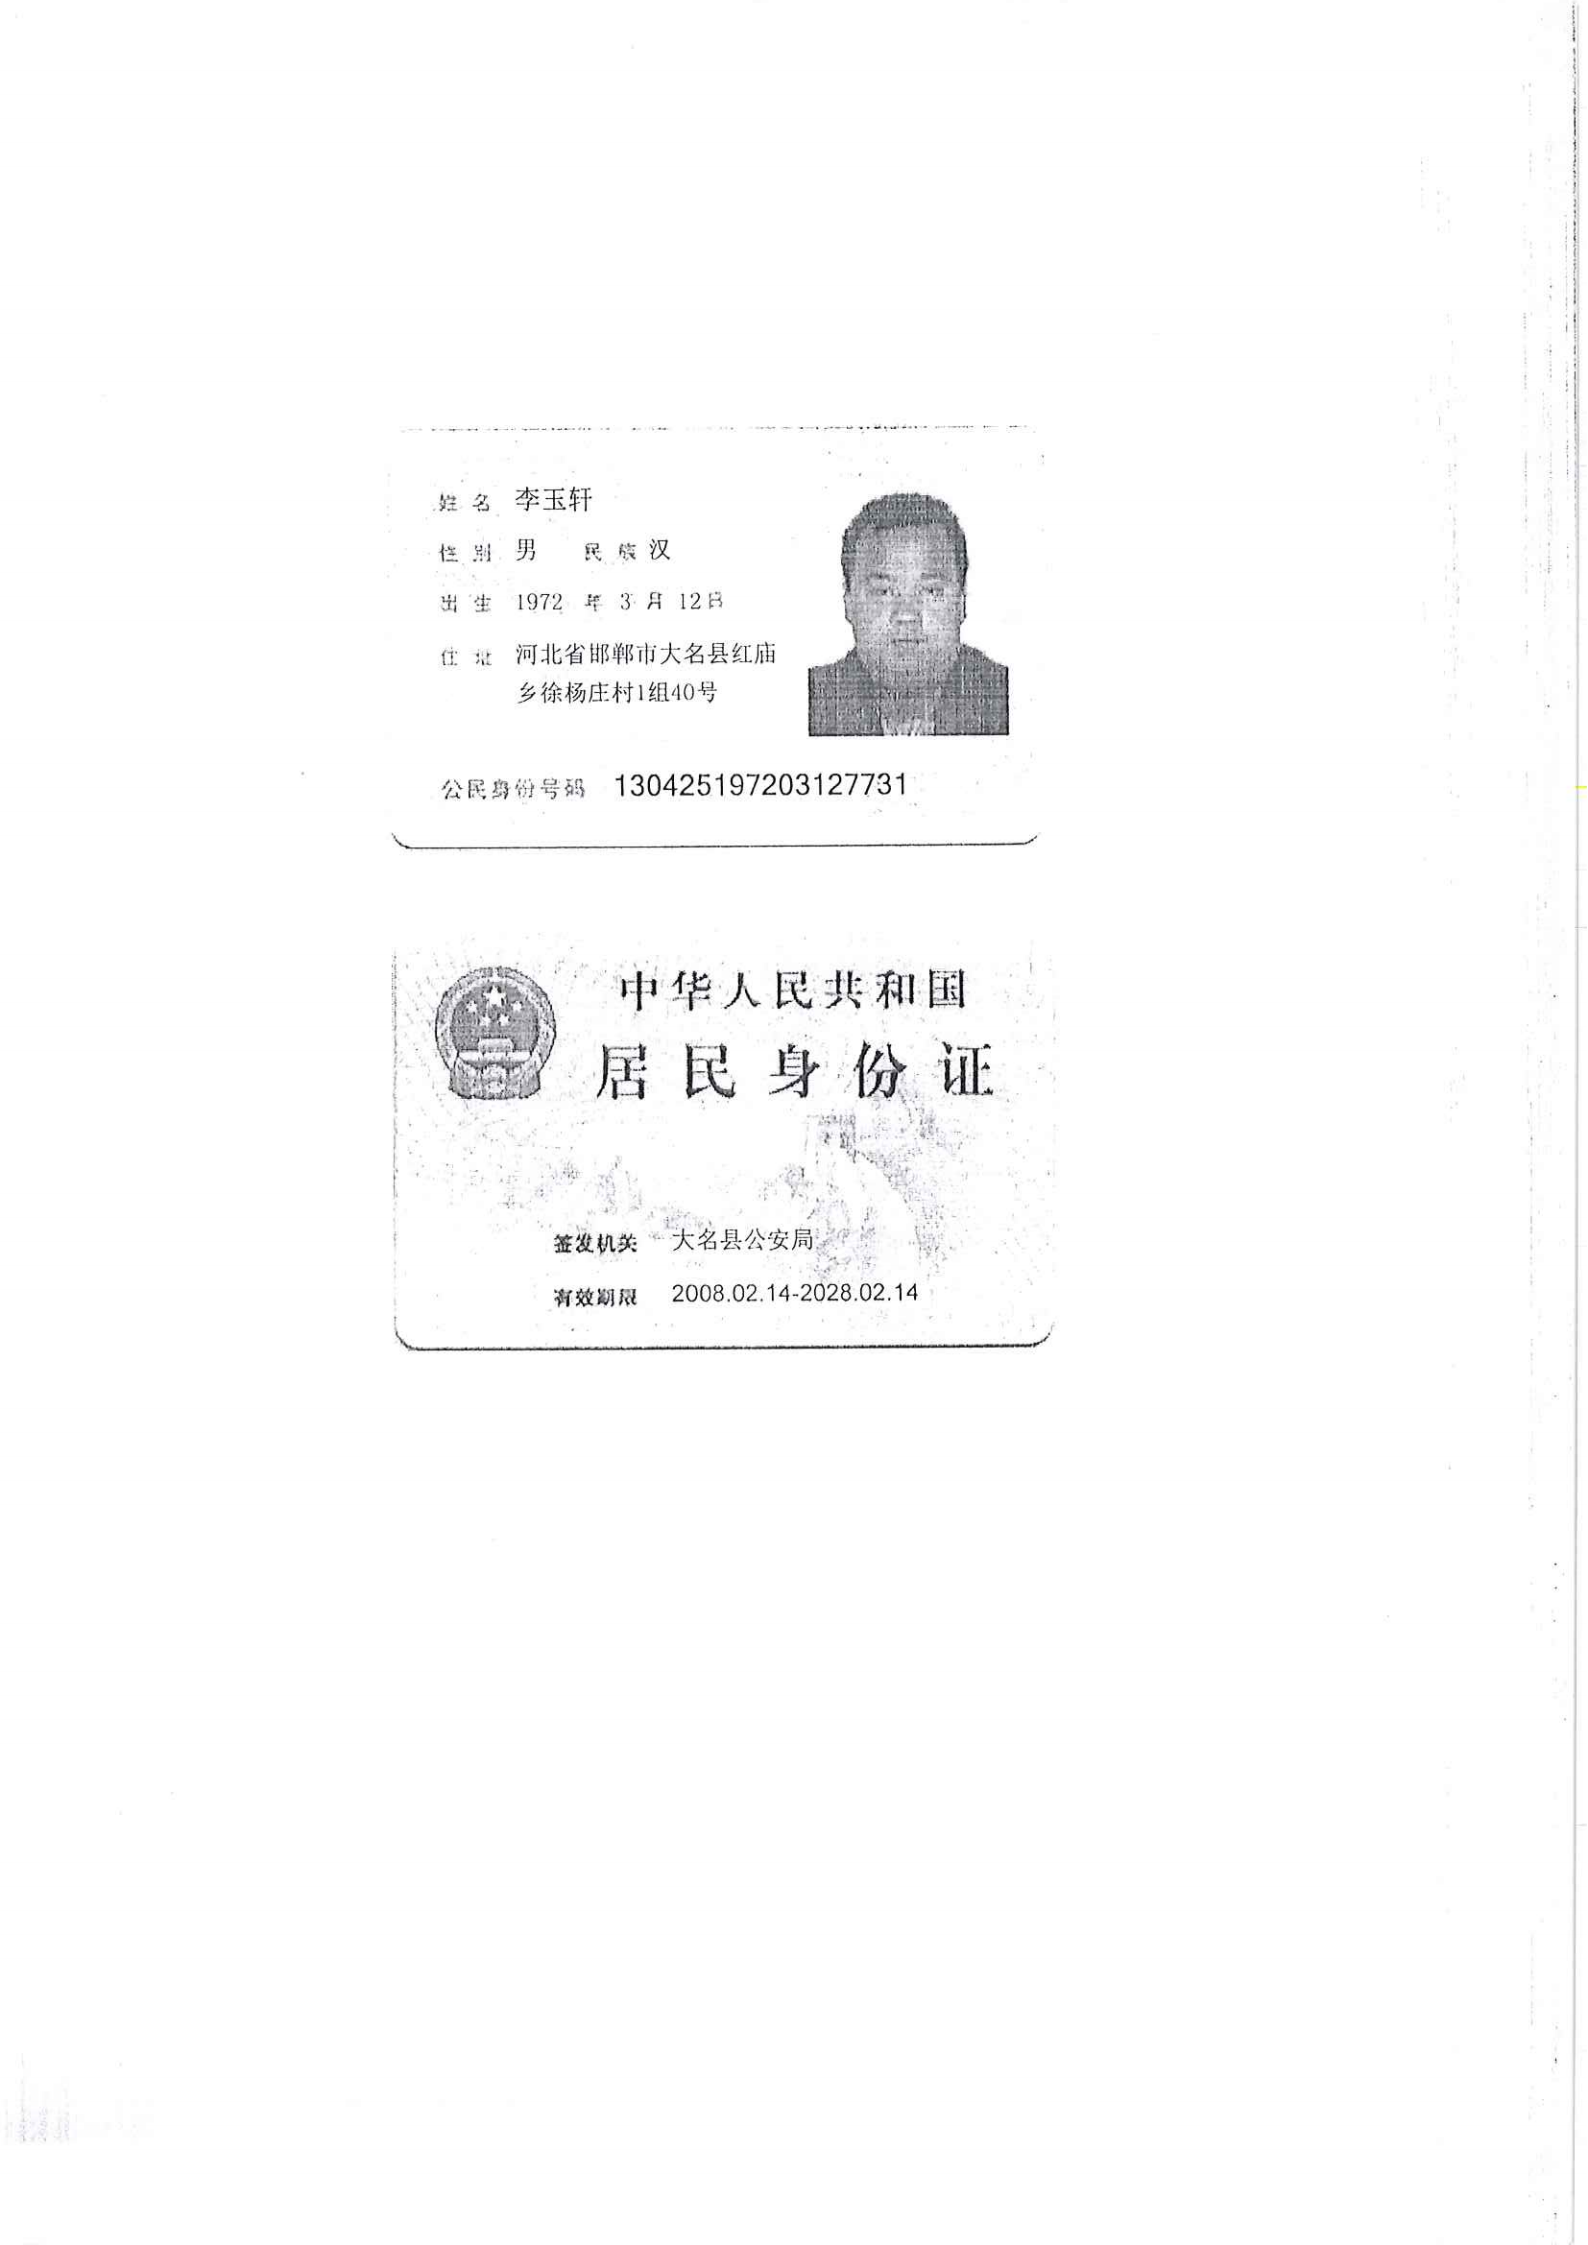 姓名 李玉轩
性别 男 民族 汉
出生 1972 年 3 月 12 日
住址 河北省邯郸市大名县红庙
乡徐杨庄村1组40号
公民身份号码 130425197203127731
中华人民共和国
居民身份证
签发机关 大名县公安局
有效期限 2008.02.14-2028.02.14